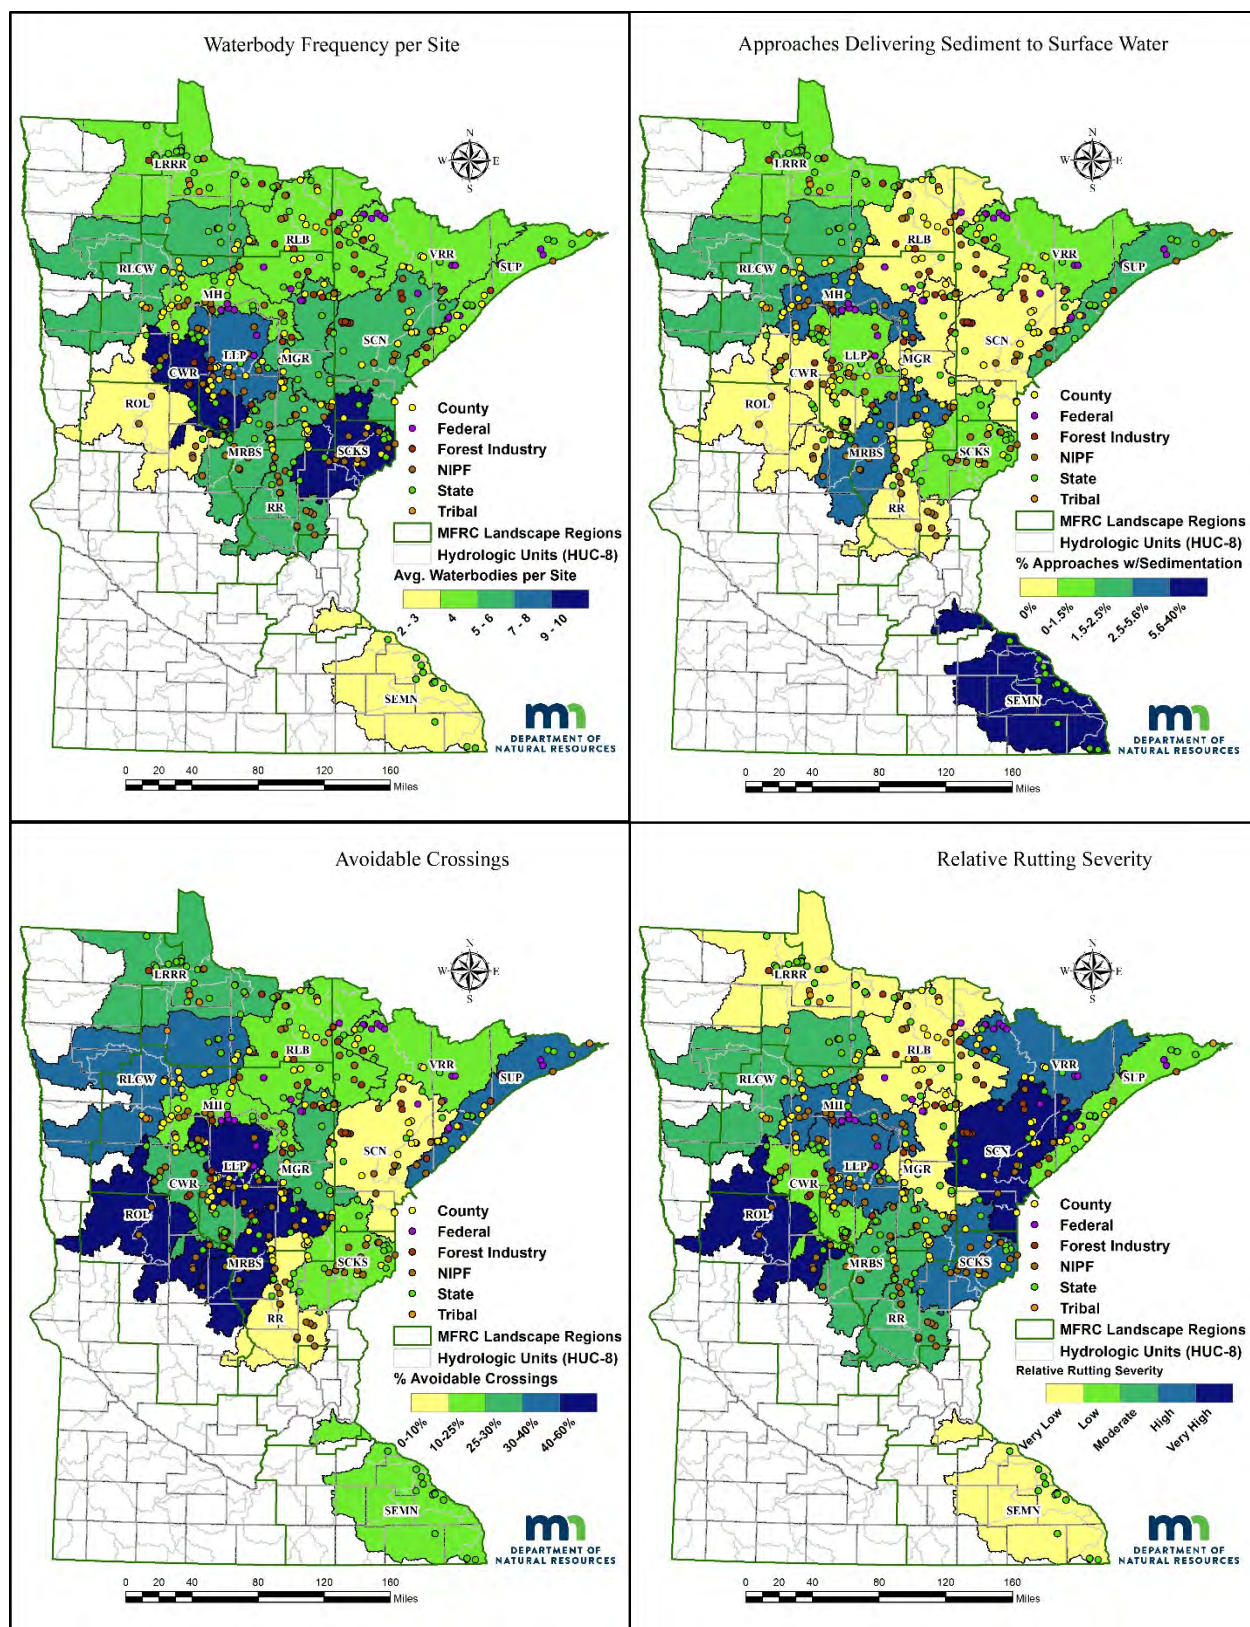 Waterbody Frequency per Site
N
W
E
S
LRRR
RLB
VRR
SUP
RLCW
MH
SCN
LLP
MGR
CWR
ROL
MRBS
SCKS
RR
SEMN
County
Federal
Forest Industry
NIPF
State
Tribal
MFRC Landscape Regions
Hydrologic Units (HUC-8)
Avg. Waterbodies per Site
2 - 3
4
5 - 6
7 - 8
9 - 10
DEPARTMENT OF
NATURAL RESOURCES
0 20 40 80 120 160
Miles
Approaches Delivering Sediment to Surface Water
N
W
E
S
LRRR
RLB
VRR
SUP
RLCW
MH
SCN
LLP
MGR
CWR
ROL
MRBS
SCKS
RR
SEMN
County
Federal
Forest Industry
NIPF
State
Tribal
MFRC Landscape Regions
Hydrologic Units (HUC-8)
% Approaches w/Sedimentation
0%
0-1.5%
1.5-2.5%
2.5-5.6%
5.6-40%
DEPARTMENT OF
NATURAL RESOURCES
0 20 40 80 120 160
Miles
Avoidable Crossings
N
W
E
S
LRRR
RLB
VRR
SUP
RLCW
MH
SCN
LLP
MGR
CWR
ROL
MRBS
SCKS
RR
SEMN
County
Federal
Forest Industry
NIPF
State
Tribal
MFRC Landscape Regions
Hydrologic Units (HUC-8)
% Avoidable Crossings
0-10%
10-25%
25-30%
30-40%
40-60%
DEPARTMENT OF
NATURAL RESOURCES
0 20 40 80 120 160
Miles
Relative Rutting Severity
N
W
E
S
LRRR
RLB
VRR
SUP
RLCW
MH
SCN
LLP
MGR
CWR
ROL
MRBS
SCKS
RR
SEMN
County
Federal
Forest Industry
NIPF
State
Tribal
MFRC Landscape Regions
Hydrologic Units (HUC-8)
Relative Rutting Severity
Very Low
Low
Moderate
High
Very High
DEPARTMENT OF
NATURAL RESOURCES
0 20 40 80 120 160
Miles